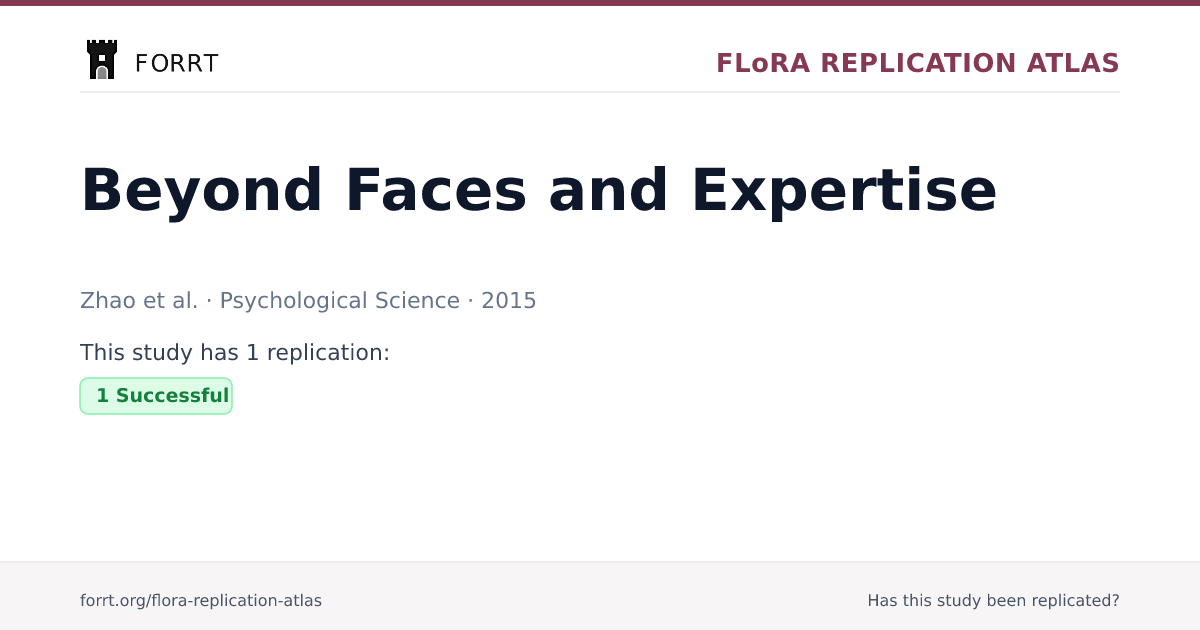 FORRT
FLoRA REPLICATION ATLAS
Beyond Faces and Expertise
Zhao et al. · Psychological Science · 2015
This study has 1 replication:
1 Successful
forrt.org/flora-replication-atlas
Has this study been replicated?